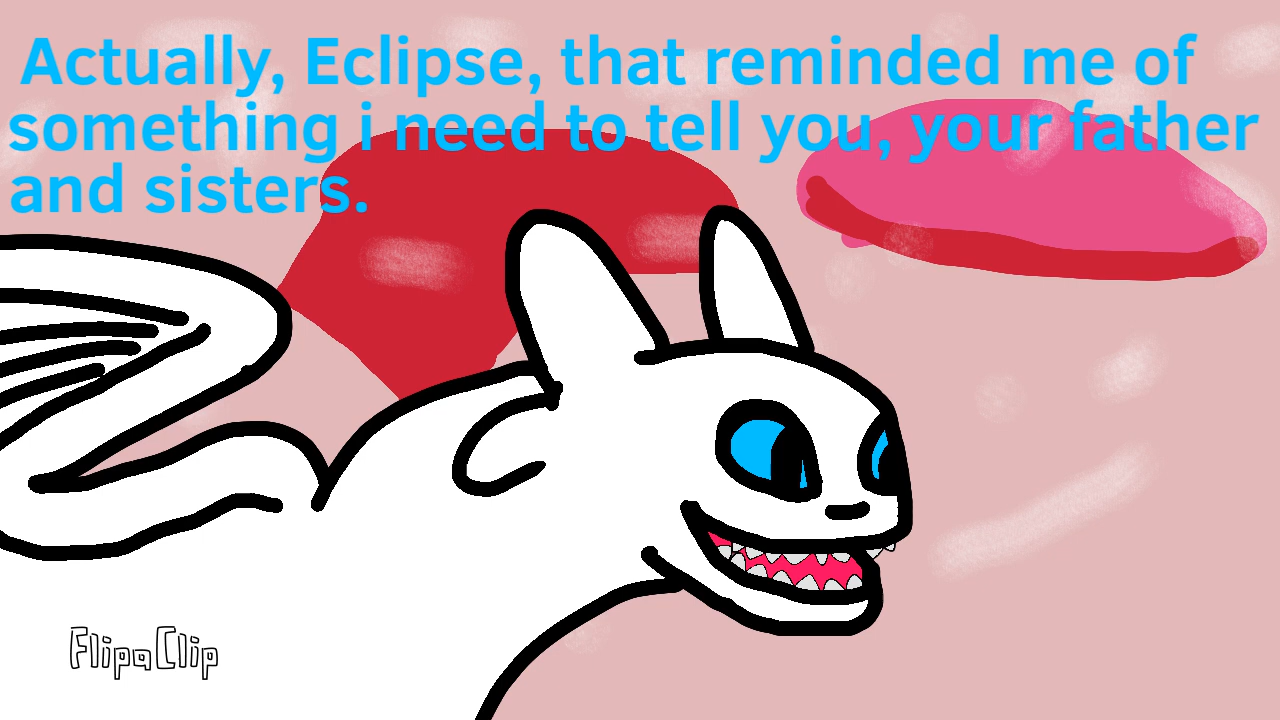 Actually, Eclipse, that reminded me of
something i need to tell you, your father
and sisters.
FlipaClip